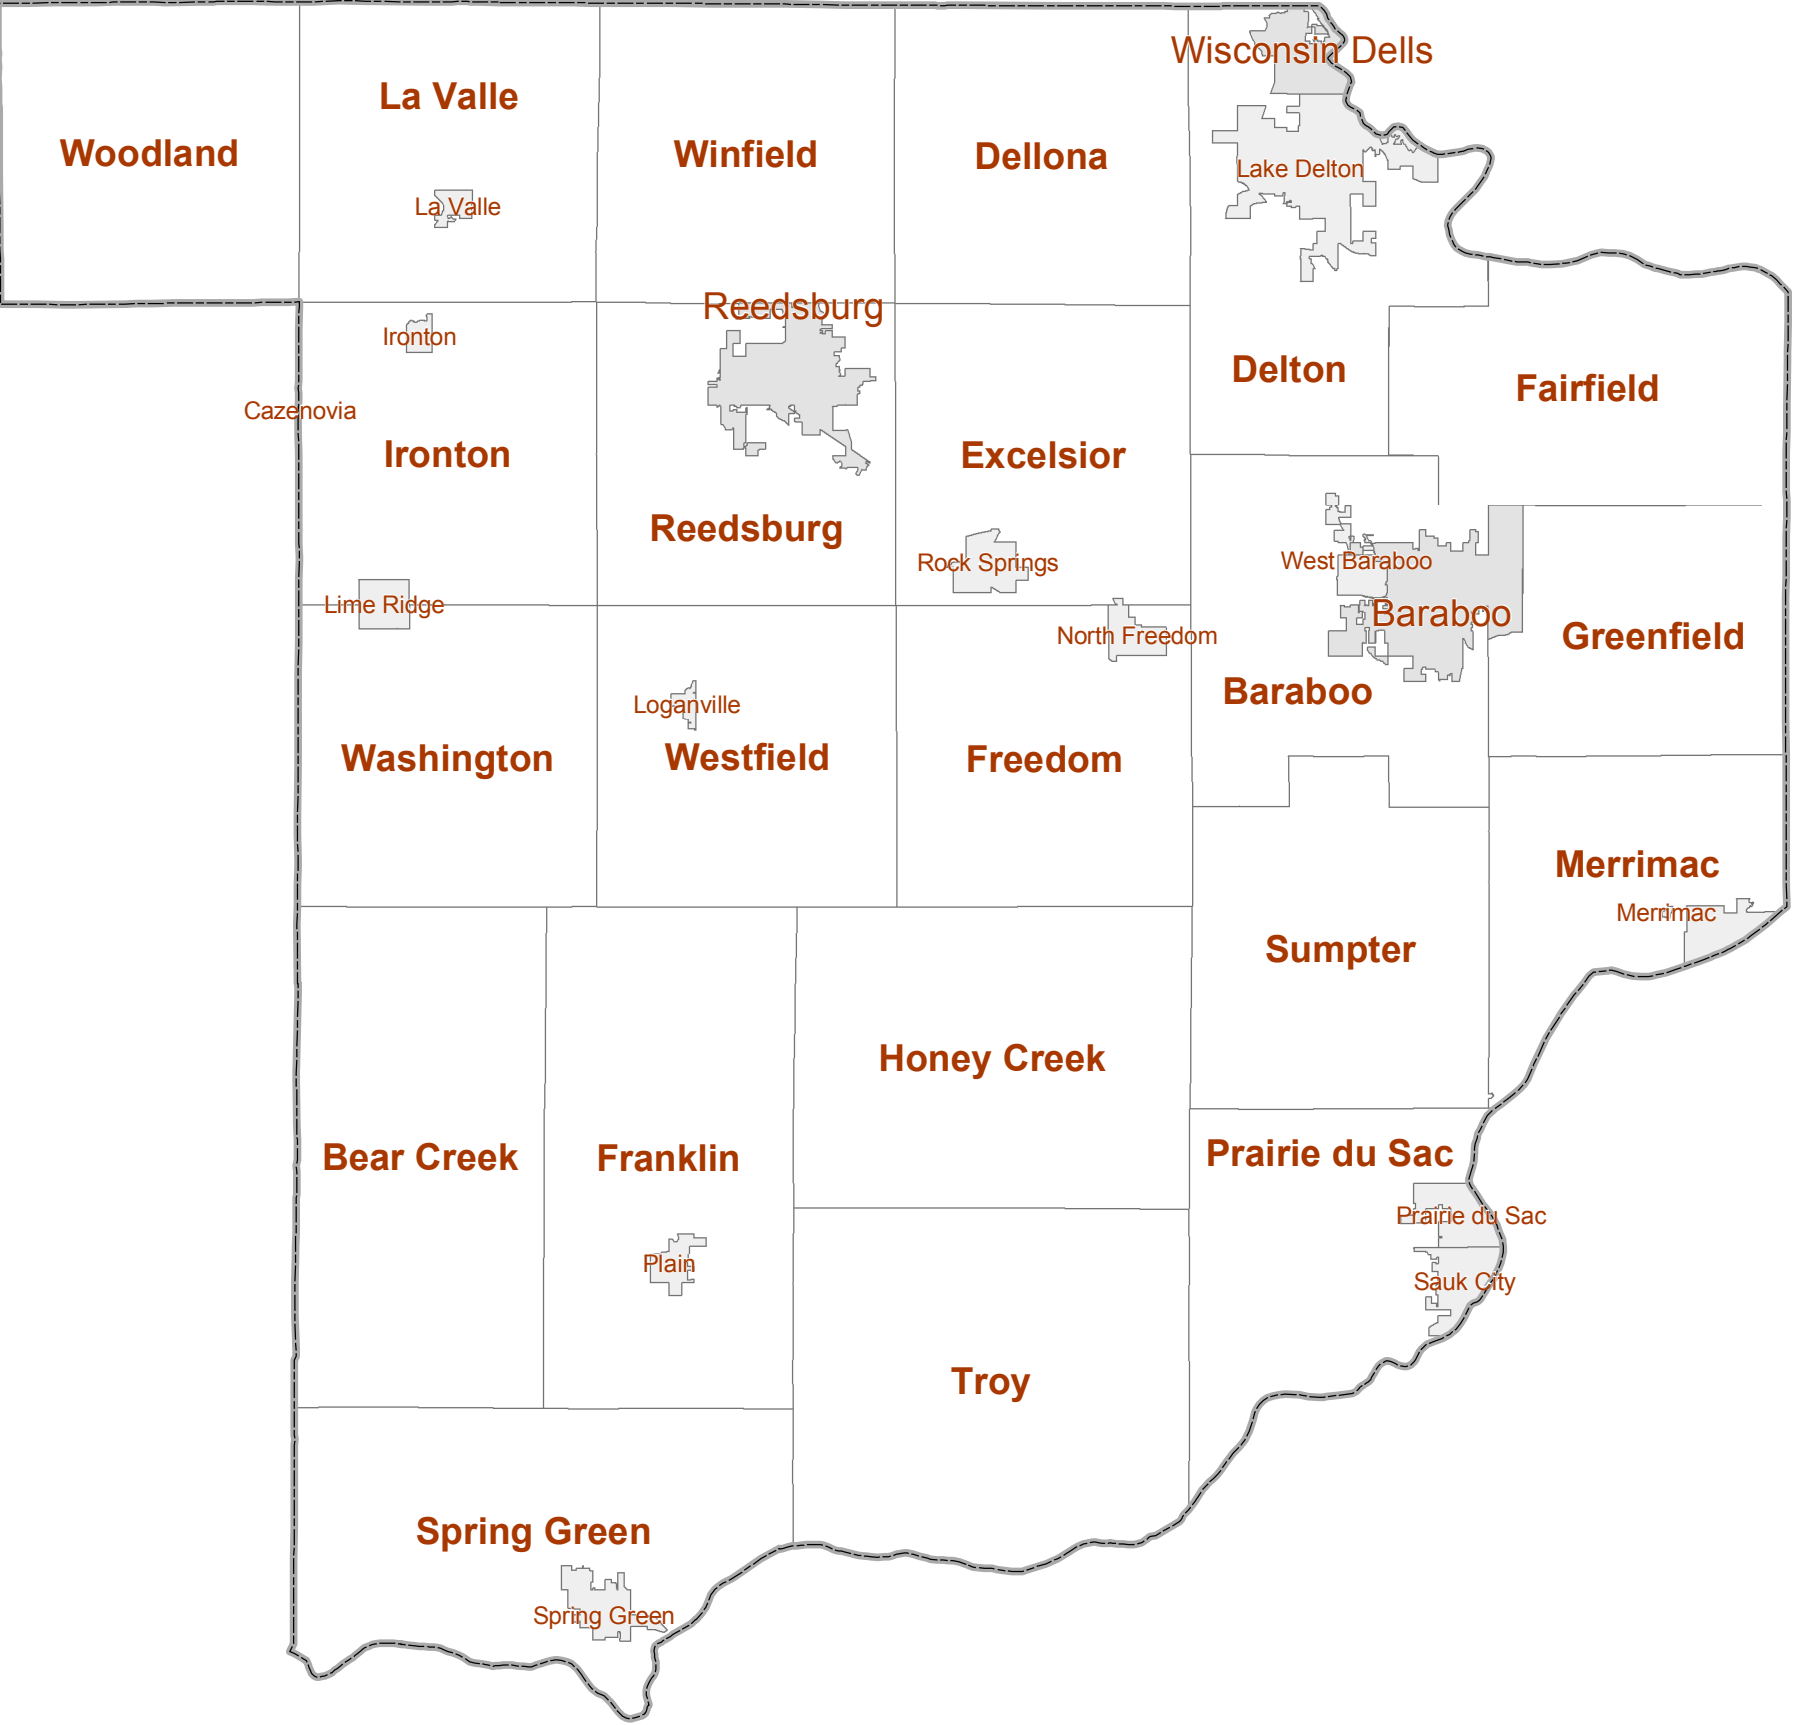 Wisconsin Dells
La Valle
Woodland
Winfield
Dellona
Lake Delton
La Valle
Reedsburg
Ironton
Delton
Fairfield
Cazenovia
Ironton
Excelsior
Reedsburg
West Baraboo
Rock Springs
Lime Ridge
Baraboo
North Freedom
Greenfield
Baraboo
Loganville
Washington
Westfield
Freedom
Merrimac
Merrimac
Sumpter
Honey Creek
Prairie du Sac
Bear Creek
Franklin
Prairie du Sac
Plain
Sauk City
Troy
Spring Green
Spring Green